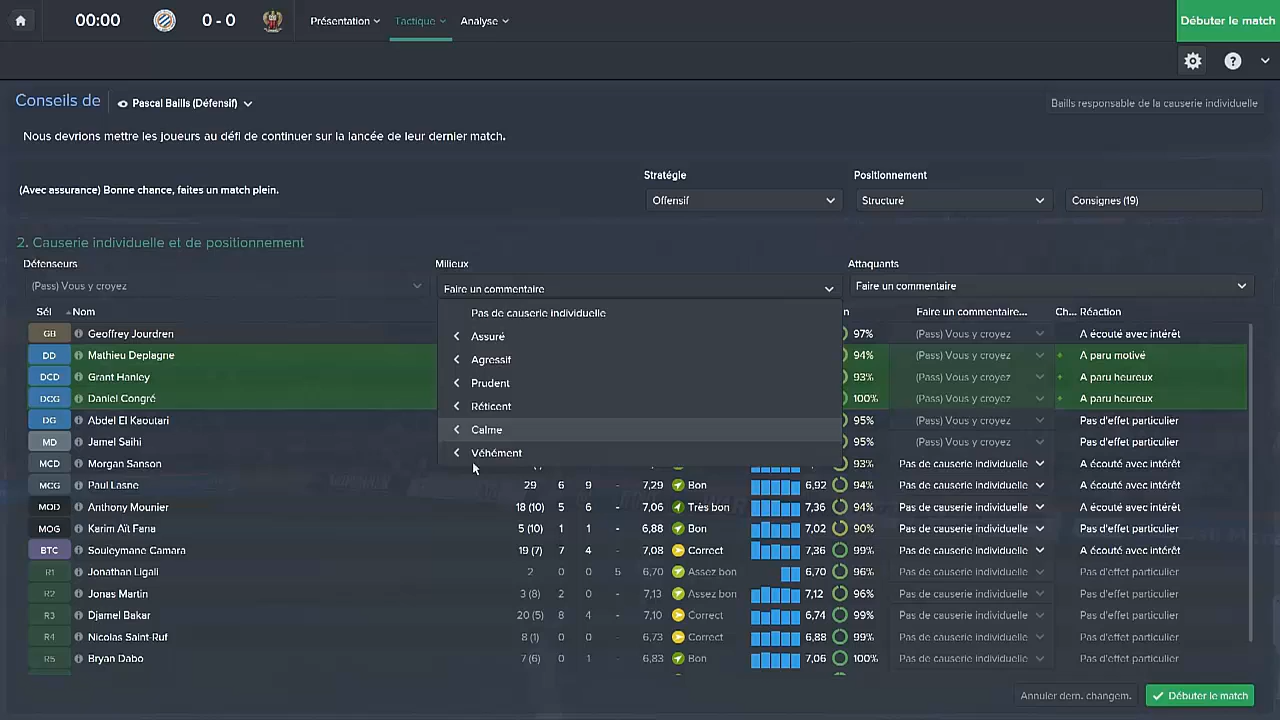 00:00 0 - 0 Présentation Tactique Analyse Débuter le match
?
Conseils de Pascal Baills (Défensif) Baills responsable de la causerie individuelle
Nous devrions mettre les joueurs au défi de continuer sur la lancée de leur dernier match.
Stratégie Positionnement
(Avec assurance) Bonne chance, faites un match plein. Offensif Structuré Consignes (19)
2. Causerie individuelle et de positionnement
Défenseurs Milieux Attaquants
(Pass) Vous y croyez Faire un commentaire Faire un commentaire
Sél Nom n Faire un commentaire... Ch... Réaction
Pas de causerie individuelle
GB Geoffrey Jourdren 97% (Pass) Vous y croyez A écouté avec intérêt
Assuré
DD Mathieu Deplagne 94% (Pass) Vous y croyez A paru motivé
Agressif
DCD Grant Hanley 93% (Pass) Vous y croyez A paru heureux
Prudent
DCG Daniel Congré 100% (Pass) Vous y croyez A paru heureux
Réticent
DG Abdel El Kaoutari 95% (Pass) Vous y croyez Pas d'effet particulier
Calme
MD Jamel Saihi 95% (Pass) Vous y croyez Pas d'effet particulier
Véhément
MCD Morgan Sanson 93% Pas de causerie individuelle A écouté avec intérêt
MCG Paul Lasne 29 6 9 - 7,29 Bon 6,92 94% Pas de causerie individuelle A écouté avec intérêt
MOD Anthony Mounier 18 (10) 5 6 - 7,06 Très bon 7,36 94% Pas de causerie individuelle A écouté avec intérêt
MOG Karim Aït Fana 5 (10) 1 1 - 6,88 Bon 7,02 90% Pas de causerie individuelle Pas d'effet particulier
BTC Souleymane Camara 19 (7) 7 4 - 7,08 Correct 7,36 99% Pas de causerie individuelle A écouté avec intérêt
R1 Jonathan Ligali 2 0 0 5 6,70 Assez bon 6,70 96% Pas de causerie individuelle Pas d'effet particulier
R2 Jonas Martin 3 (8) 2 0 - 7,13 Assez bon 7,12 96% Pas de causerie individuelle Pas d'effet particulier
R3 Djamel Bakar 20 (5) 8 4 - 7,10 Correct 6,74 99% Pas de causerie individuelle Pas d'effet particulier
R4 Nicolas Saint-Ruf 8 (1) 0 0 - 6,73 Correct 6,88 99% Pas de causerie individuelle Pas d'effet particulier
R5 Bryan Dabo 7 (6) 0 1 - 6,83 Bon 7,06 100% Pas de causerie individuelle Pas d'effet particulier
Annuler dern. changem. Débuter le match